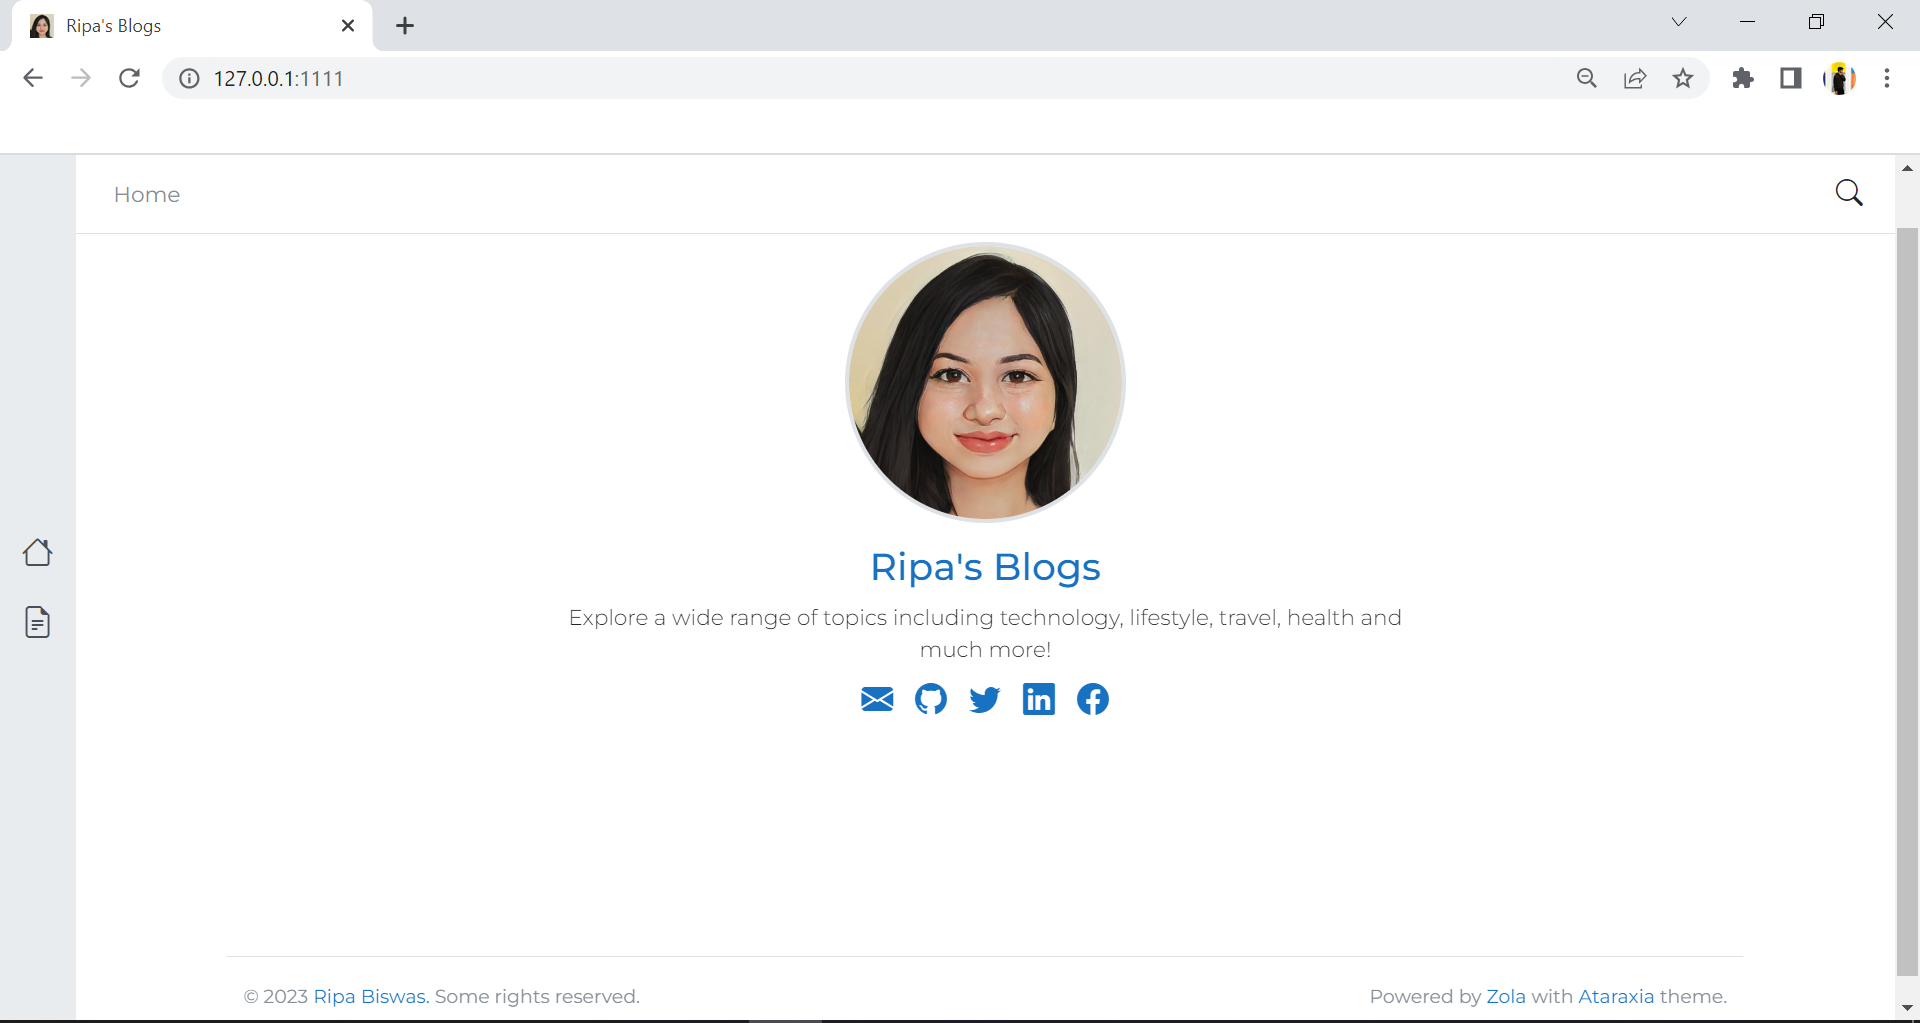 Ripa's Blogs
127.0.0.1:1111
Home
Ripa's Blogs
Explore a wide range of topics including technology, lifestyle, travel, health and
much more!
© 2023 Ripa Biswas. Some rights reserved.
Powered by Zola with Ataraxia theme.